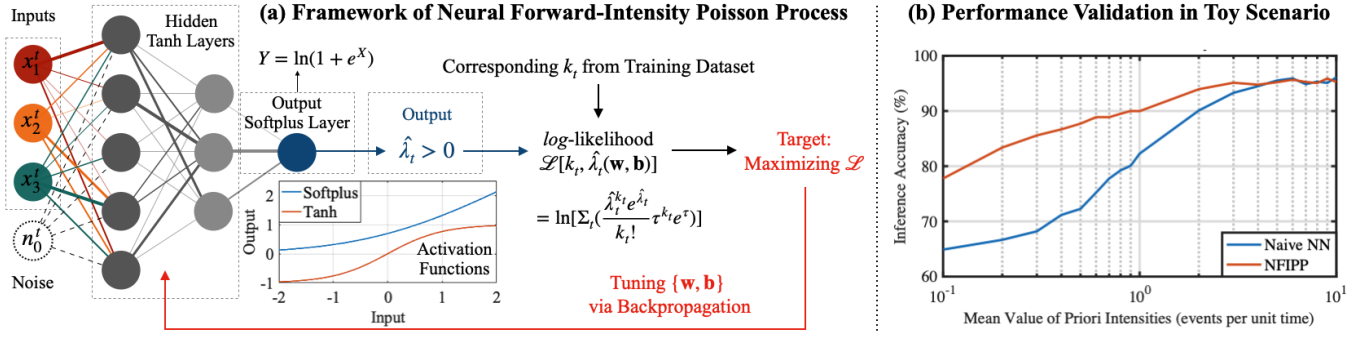 (a) Framework of Neural Forward-Intensity Poisson Process
Inputs
Hidden
Tanh Layers
x_1^t
x_2^t
x_3^t
n_0^t
Noise
Y = ln(1 + e^X)
Output
Softplus Layer
Output
λ̂_t > 0
Corresponding k_t from Training Dataset
log-likelihood
ℒ[k_t, λ̂_t(w, b)]
= ln[Σ_t(λ̂_t^{k_t} e^{λ̂_t} / k_t! τ^{k_t} e^τ)]
Target:
Maximizing ℒ
Tuning {w, b}
via Backpropagation
Softplus
Tanh
Activation
Functions
Output
2
1
0
-1
-2
-1
0
1
2
Input
(b) Performance Validation in Toy Scenario
Inference Accuracy (%)
100
90
80
70
60
Naive NN
NFIPP
10^-1
10^0
10^1
Mean Value of Priori Intensities (events per unit time)